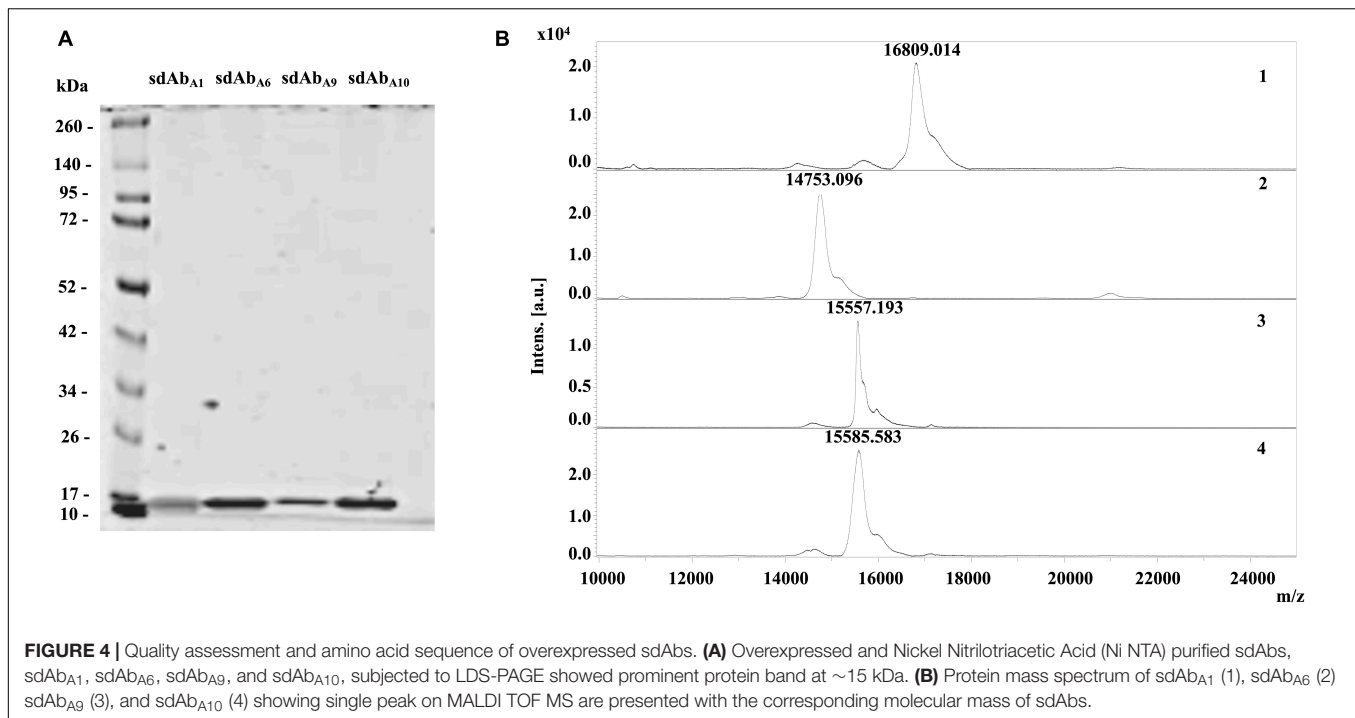 A
kDa
sdAbA1 sdAbA6 sdAbA9 sdAbA10
260 -
140 -
95 -
72 -
52 -
42 -
34 -
26 -
17 -
10 -
B
x10⁴
Intens. [a.u.]
16809.014
1
2.0
1.0
0.0
14753.096
2
2.0
1.0
0.0
15557.193
3
1.0
0.5
0.0
15585.583
4
2.0
1.0
0.0
10000 12000 14000 16000 18000 20000 22000 24000
m/z
FIGURE 4 | Quality assessment and amino acid sequence of overexpressed sdAbs. (A) Overexpressed and Nickel Nitrilotriacetic Acid (Ni NTA) purified sdAbs,
sdAbA1, sdAbA6, sdAbA9, and sdAbA10, subjected to LDS-PAGE showed prominent protein band at ~15 kDa. (B) Protein mass spectrum of sdAbA1 (1), sdAbA6 (2)
sdAbA9 (3), and sdAbA10 (4) showing single peak on MALDI TOF MS are presented with the corresponding molecular mass of sdAbs.